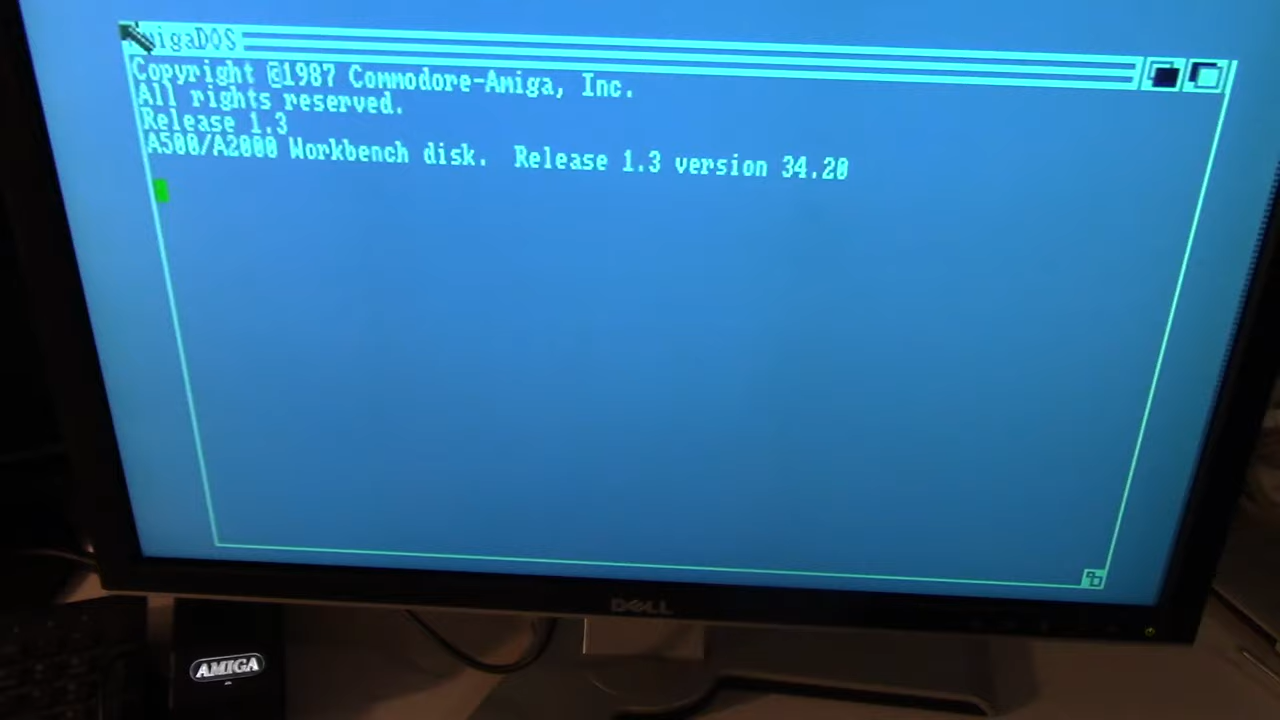 AmigaDOS
Copyright ©1987 Commodore-Amiga, Inc.
All rights reserved.
Release 1.3
A500/A2000 Workbench disk.  Release 1.3 version 34.20
DELL
AMIGA